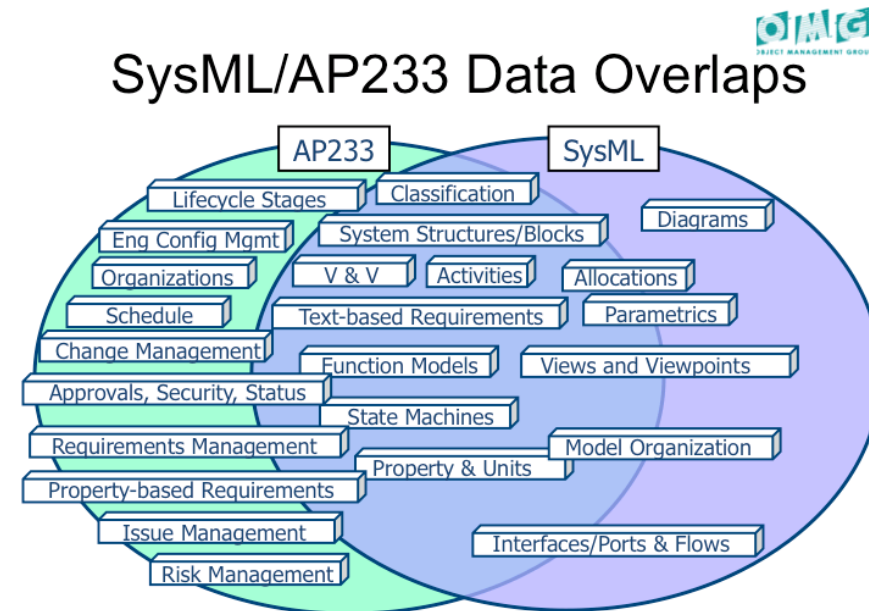 OMG
OBJECT MANAGEMENT GROUP
SysML/AP233 Data Overlaps
AP233
SysML
Lifecycle Stages
Classification
Diagrams
Eng Config Mgmt
System Structures/Blocks
Organizations
V & V
Activities
Allocations
Schedule
Text-based Requirements
Parametrics
Change Management
Function Models
Views and Viewpoints
Approvals, Security, Status
State Machines
Requirements Management
Model Organization
Property & Units
Property-based Requirements
Issue Management
Interfaces/Ports & Flows
Risk Management